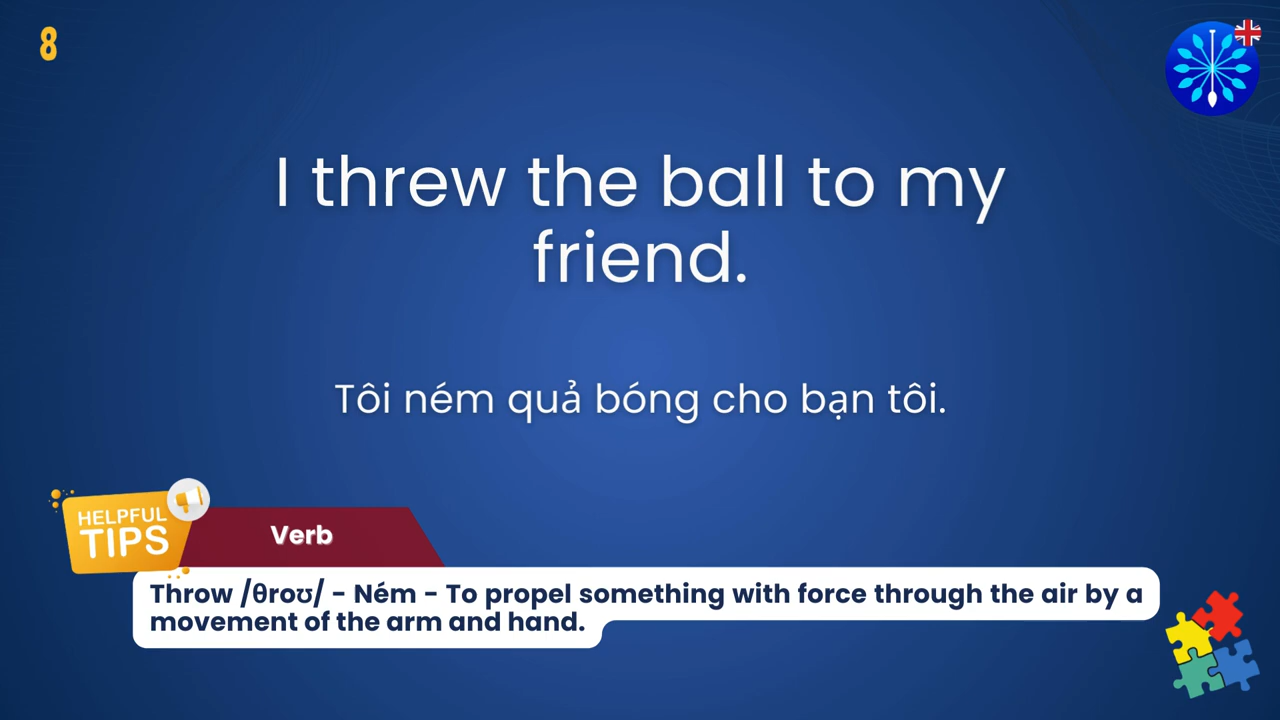 8
I threw the ball to my
friend.
Tôi ném quả bóng cho bạn tôi.
HELPFUL
TIPS
Verb
Throw /θroʊ/ - Ném - To propel something with force through the air by a
movement of the arm and hand.